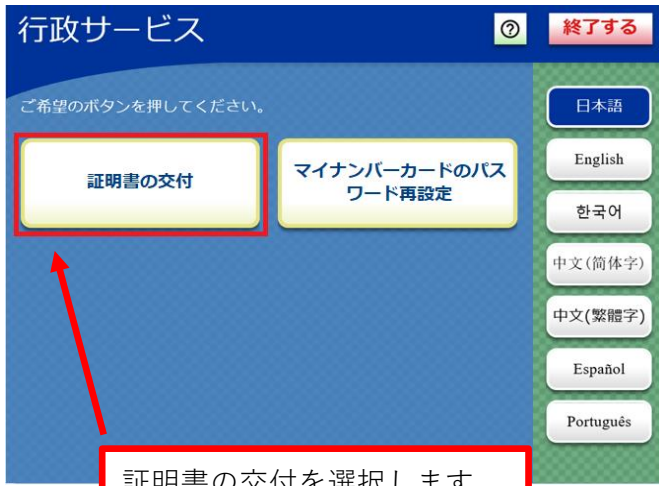 行政サービス
?
終了する
ご希望のボタンを押してください。
証明書の交付
マイナンバーカードのパス
ワード再設定
日本語
English
한국어
中文(简体字)
中文(繁體字)
Español
Português
証明書の交付を選択します